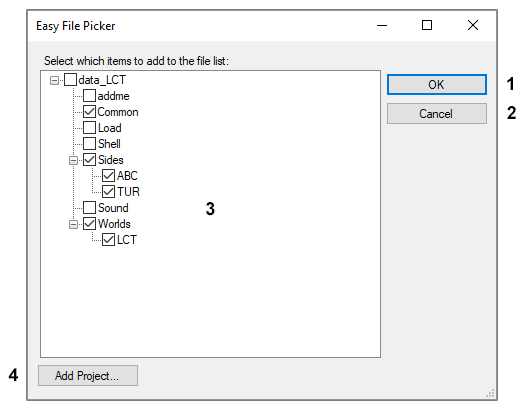 Easy File Picker
Select which items to add to the file list:
data_LCT
addme
Common
Load
Shell
Sides
ABC
TUR
Sound
Worlds
LCT
OK
1
Cancel
2
3
4
Add Project...